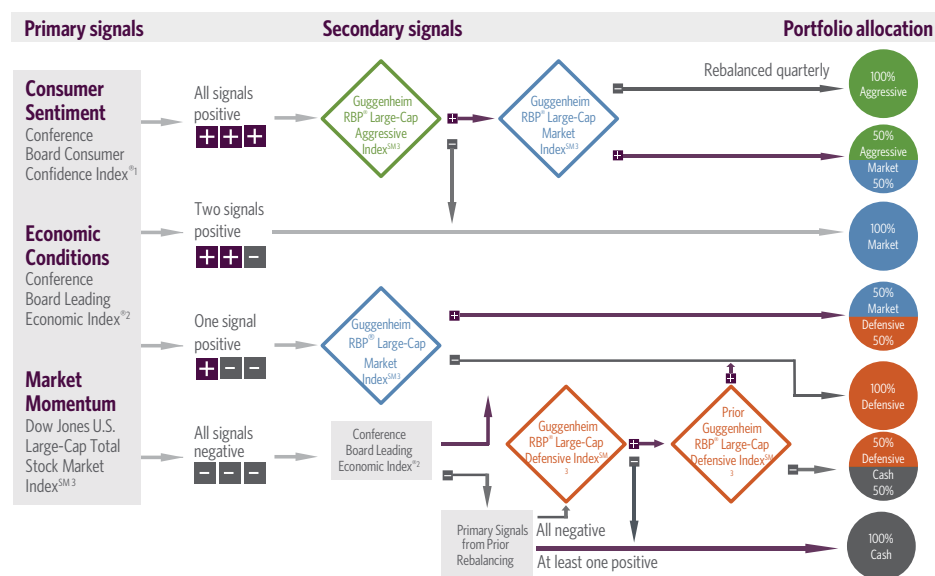 Primary signals
Secondary signals
Portfolio allocation
Consumer
Sentiment
Conference
Board Consumer
Confidence Index®1
Economic
Conditions
Conference
Board Leading
Economic Index®2
Market
Momentum
Dow Jones U.S.
Large-Cap Total
Stock Market
IndexSM 3
All signals
positive
+ + +
Guggenheim
RBP® Large-Cap
Aggressive
IndexSM3
+
−
Guggenheim
RBP® Large-Cap
Market
IndexSM3
−
+
Rebalanced quarterly
100%
Aggressive
50%
Aggressive
Market
50%
Two signals
positive
+ + −
100%
Market
One signal
positive
+ − −
Guggenheim
RBP® Large-Cap
Market
IndexSM3
+
−
50%
Market
Defensive
50%
100%
Defensive
All signals
negative
− − −
Conference
Board Leading
Economic Index®2
−
Guggenheim
RBP® Large-Cap
Defensive IndexSM
3
+
−
Prior
Guggenheim
RBP® Large-Cap
Defensive IndexSM
3
+
−
50%
Defensive
Cash
50%
Primary Signals
from Prior
Rebalancing
All negative
At least one positive
100%
Cash